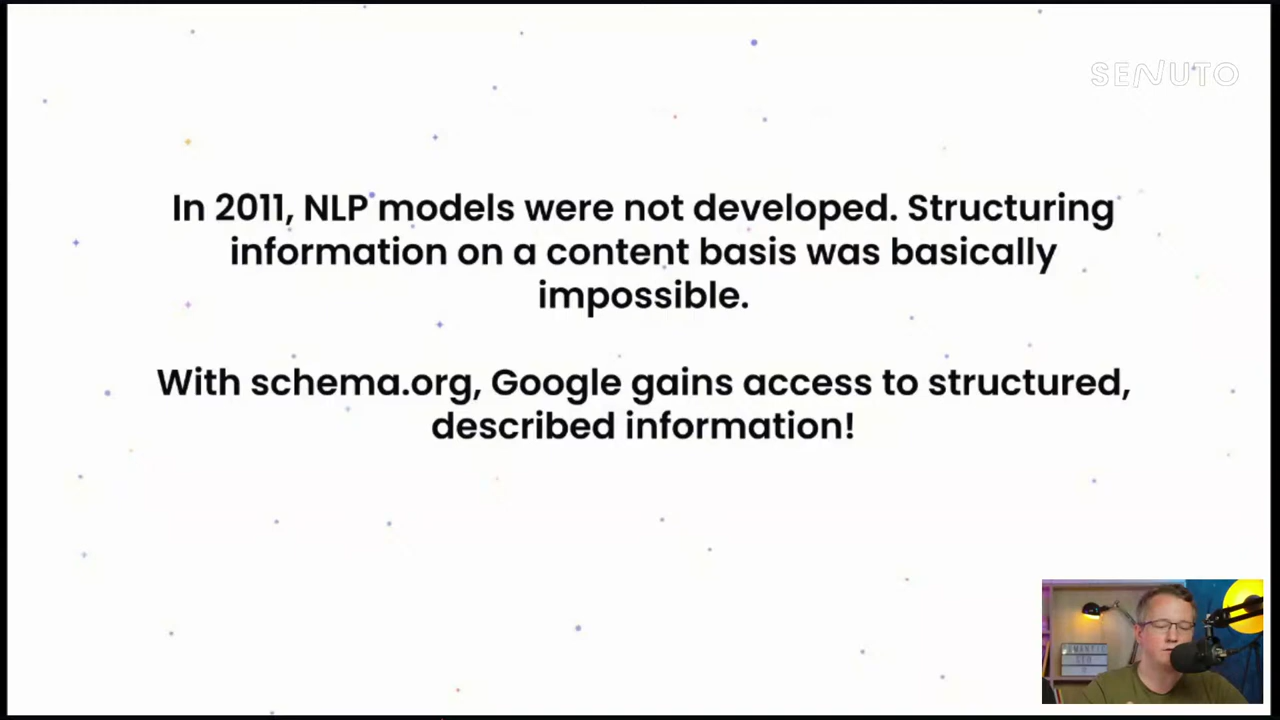 SENUTO
In 2011, NLP models were not developed. Structuring
information on a content basis was basically
impossible.
With schema.org, Google gains access to structured,
described information!
SEO